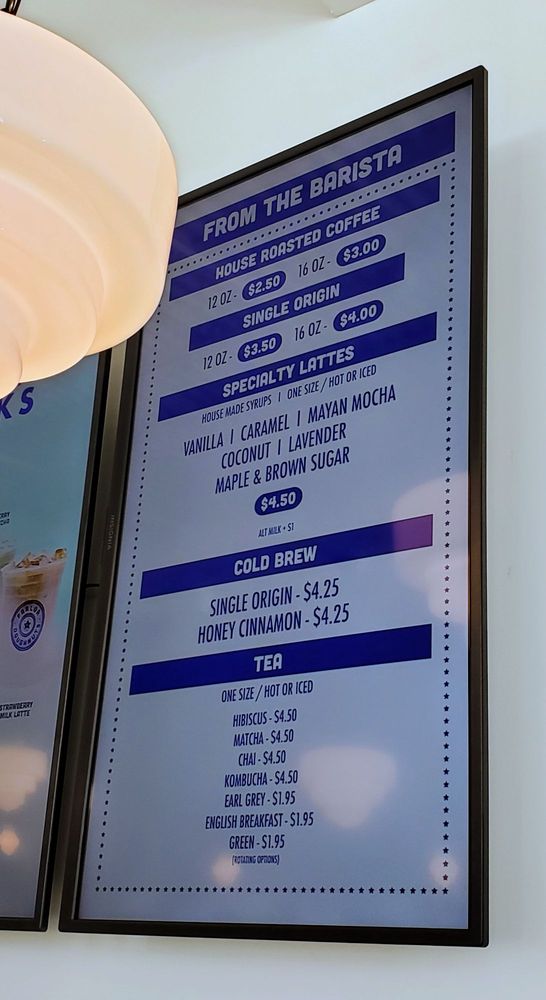 FROM THE BARISTA
HOUSE ROASTED COFFEE
12 OZ - $2.50 16 OZ - $3.00
SINGLE ORIGIN
12 OZ - $3.50 16 OZ - $4.00
SPECIALTY LATTES
HOUSE MADE SYRUPS | ONE SIZE / HOT OR ICED
VANILLA | CARAMEL | MAYAN MOCHA
COCONUT | LAVENDER
MAPLE & BROWN SUGAR
$4.50
ALT MILK + $1
COLD BREW
SINGLE ORIGIN - $4.25
HONEY CINNAMON - $4.25
TEA
ONE SIZE / HOT OR ICED
HIBISCUS - $4.50
MATCHA - $4.50
CHAI - $4.50
KOMBUCHA - $4.50
EARL GREY - $1.95
ENGLISH BREAKFAST - $1.95
GREEN - $1.95
(ROTATING OPTIONS)
INSIGNIA
KS
STRAWBERRY
MILK LATTE